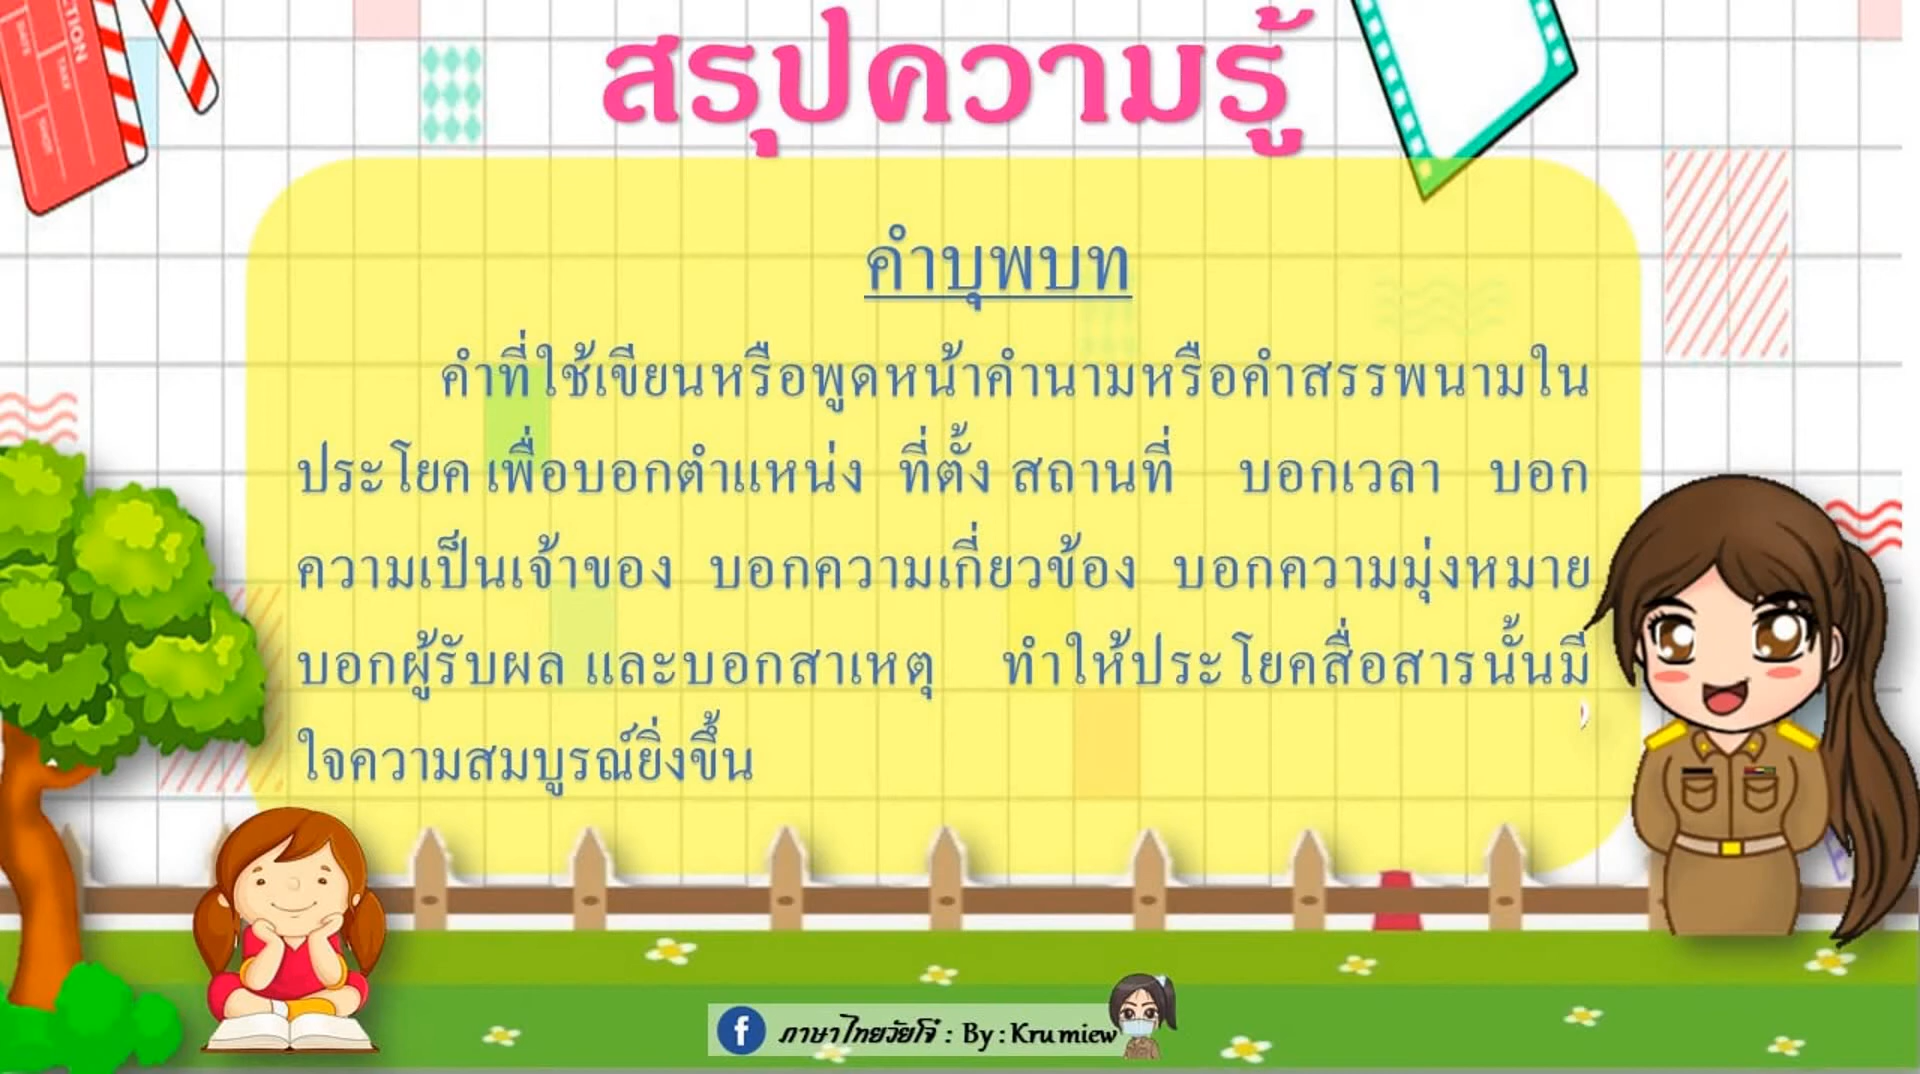 CTION
DATE
TAKE
สรุปความรู้
คำบุพบท
คำที่ใช้เขียนหรือพูดหน้าคำนามหรือคำสรรพนามใน
ประโยค เพื่อบอกตำแหน่ง ที่ตั้ง สถานที่ บอกเวลา บอก
ความเป็นเจ้าของ บอกความเกี่ยวข้อง บอกความมุ่งหมาย
บอกผู้รับผล และบอกสาเหตุ ทำให้ประโยคสื่อสารนั้นมี
ใจความสมบูรณ์ยิ่งขึ้น
f ภาษาไทยวัยโจ๋ : By : Kru miew